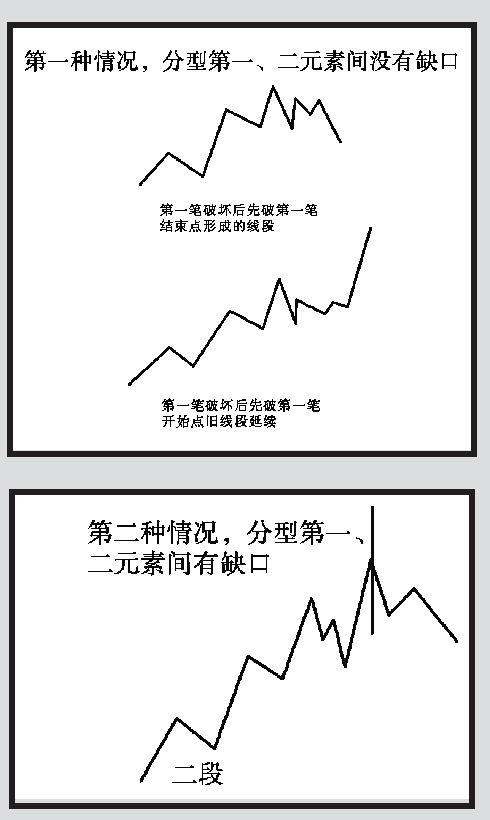 第一种情况，分型第一、二元素间没有缺口
第一笔破坏后先破第一笔
结束点形成的线段
第一笔破坏后先破第一笔
开始点旧线段延续
第二种情况，分型第一、
二元素间有缺口
二段